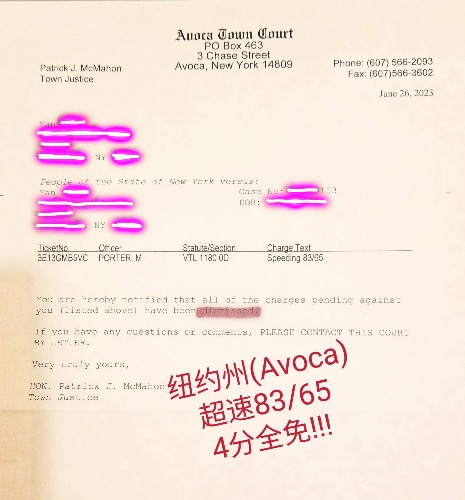 Avoca Town Court
PO Box 463
3 Chase Street
Avoca, New York 14809
Patrick J. McMahon
Town Justice
Phone: (607) 566-2093
Fax: (607)566-3602
June 26, 2023
Yan
NY
People of the State of New York versus:
Yan
Case No:
DOB:
NY
TicketNo Officer Statute/Section Charge Text
3E13GMB5VC PORTER, M VTL 1180 0D Speeding 83/65
You are hereby notified that all of the charges pending against
you (listed above) have been dismissed.
If you have any questions or comments, PLEASE CONTACT THIS COURT
BY LETTER.
Very truly yours,
HON. Patrick J. McMahon
Town Justice
纽约州(Avoca)
超速83/65
4分全免!!!